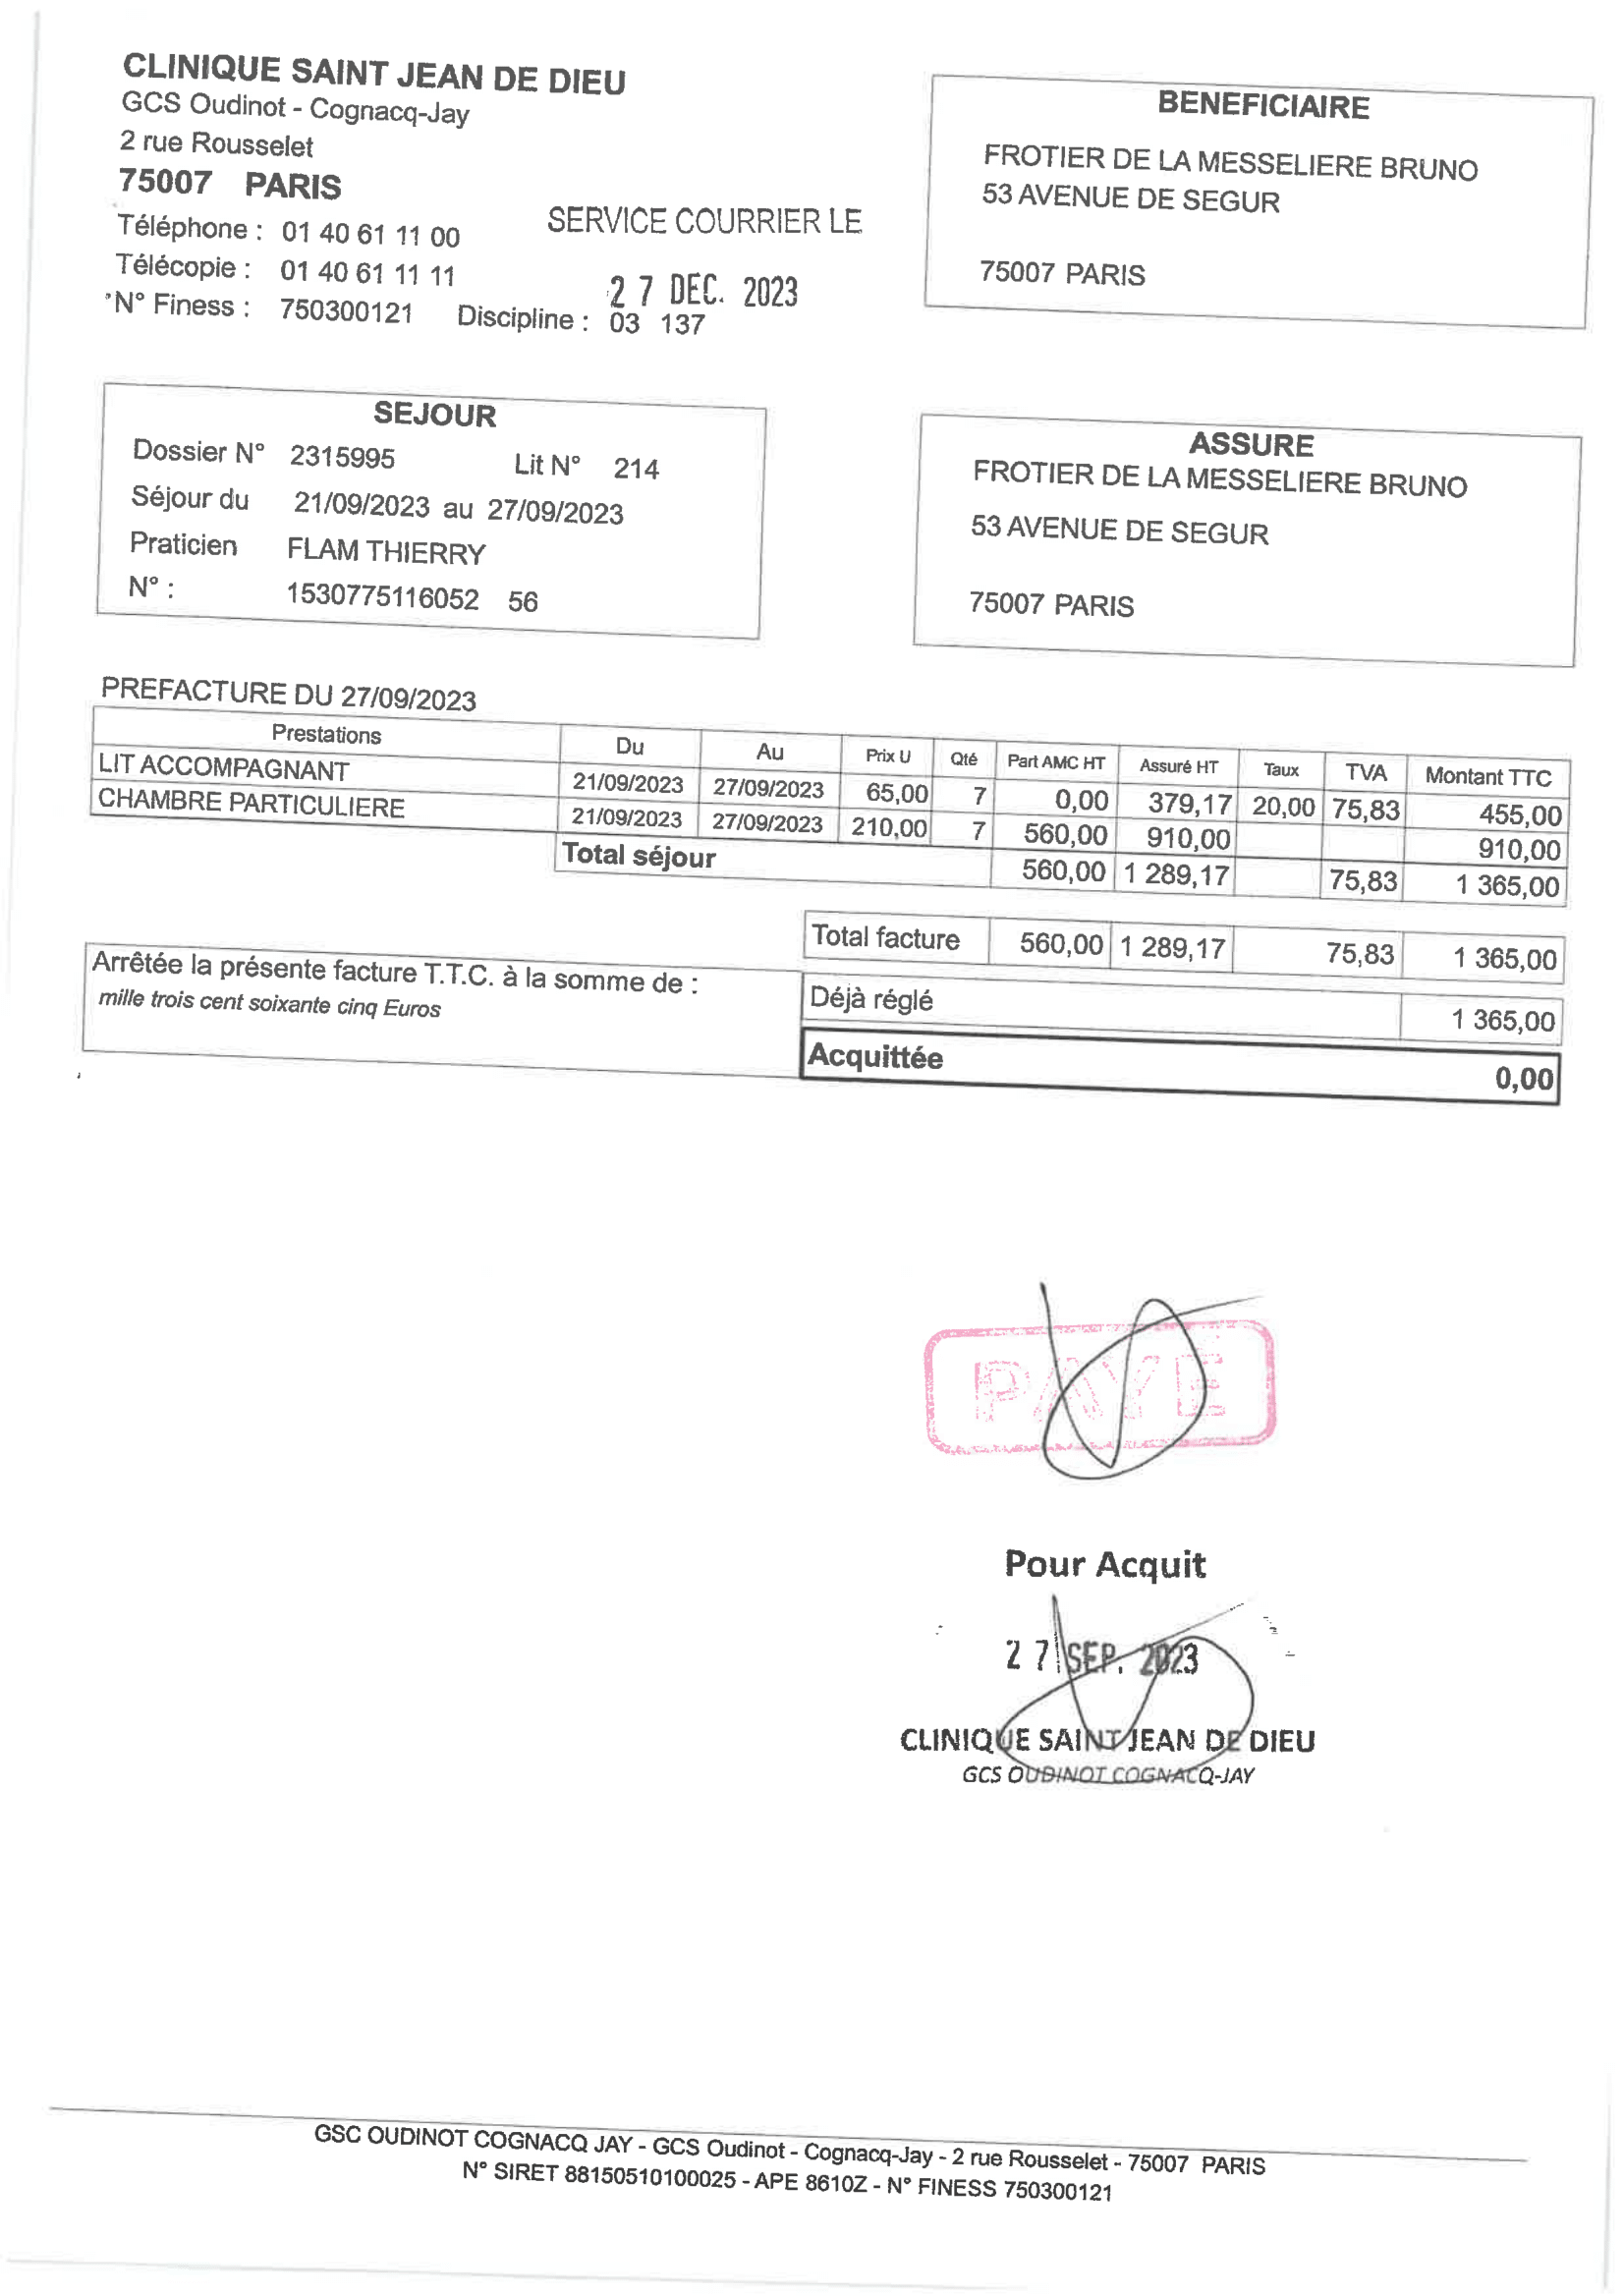 CLINIQUE SAINT JEAN DE DIEU
GCS Oudinot - Cognacq-Jay
2 rue Rousselet
75007 PARIS
Téléphone : 01 40 61 11 00
Télécopie : 01 40 61 11 11
N° Finess : 750300121 Discipline : 03 137
SERVICE COURRIER LE
27 DEC. 2023
BENEFICIAIRE
FROTIER DE LA MESSELIERE BRUNO
53 AVENUE DE SEGUR
75007 PARIS
SEJOUR
Dossier N° 2315995 Lit N° 214
Séjour du 21/09/2023 au 27/09/2023
Praticien FLAM THIERRY
N° : 1530775116052 56
ASSURE
FROTIER DE LA MESSELIERE BRUNO
53 AVENUE DE SEGUR
75007 PARIS
PREFACTURE DU 27/09/2023
Prestations Du Au Prix U Qté Part AMC HT Assuré HT Taux TVA Montant TTC
LIT ACCOMPAGNANT 21/09/2023 27/09/2023 65,00 7 0,00 379,17 20,00 75,83 455,00
CHAMBRE PARTICULIERE 21/09/2023 27/09/2023 210,00 7 560,00 910,00 910,00
Total séjour 560,00 1 289,17 75,83 1 365,00
Total facture 560,00 1 289,17 75,83 1 365,00
Arrêtée la présente facture T.T.C. à la somme de :
mille trois cent soixante cinq Euros
Déjà réglé 1 365,00
Acquittée 0,00
PAYE
Pour Acquit
27 SEP. 2023
CLINIQUE SAINT JEAN DE DIEU
GCS OUDINOT COGNACQ-JAY
GSC OUDINOT COGNACQ JAY - GCS Oudinot - Cognacq-Jay - 2 rue Rousselet - 75007 PARIS
N° SIRET 88150510100025 - APE 8610Z - N° FINESS 750300121